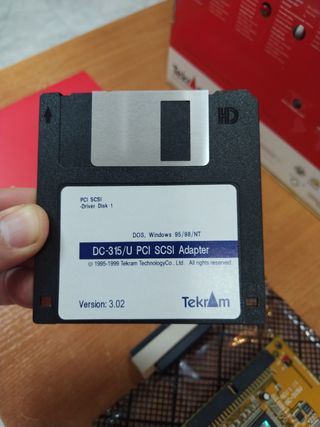 Tekram
HD
PCI SCSI
-Driver Disk 1
DOS, Windows 95/98/NT
DC-315/U PCI SCSI Adapter
© 1995-1999 Tekram TechnologyCo., Ltd. All rights reserved.
Version: 3.02
Tekram